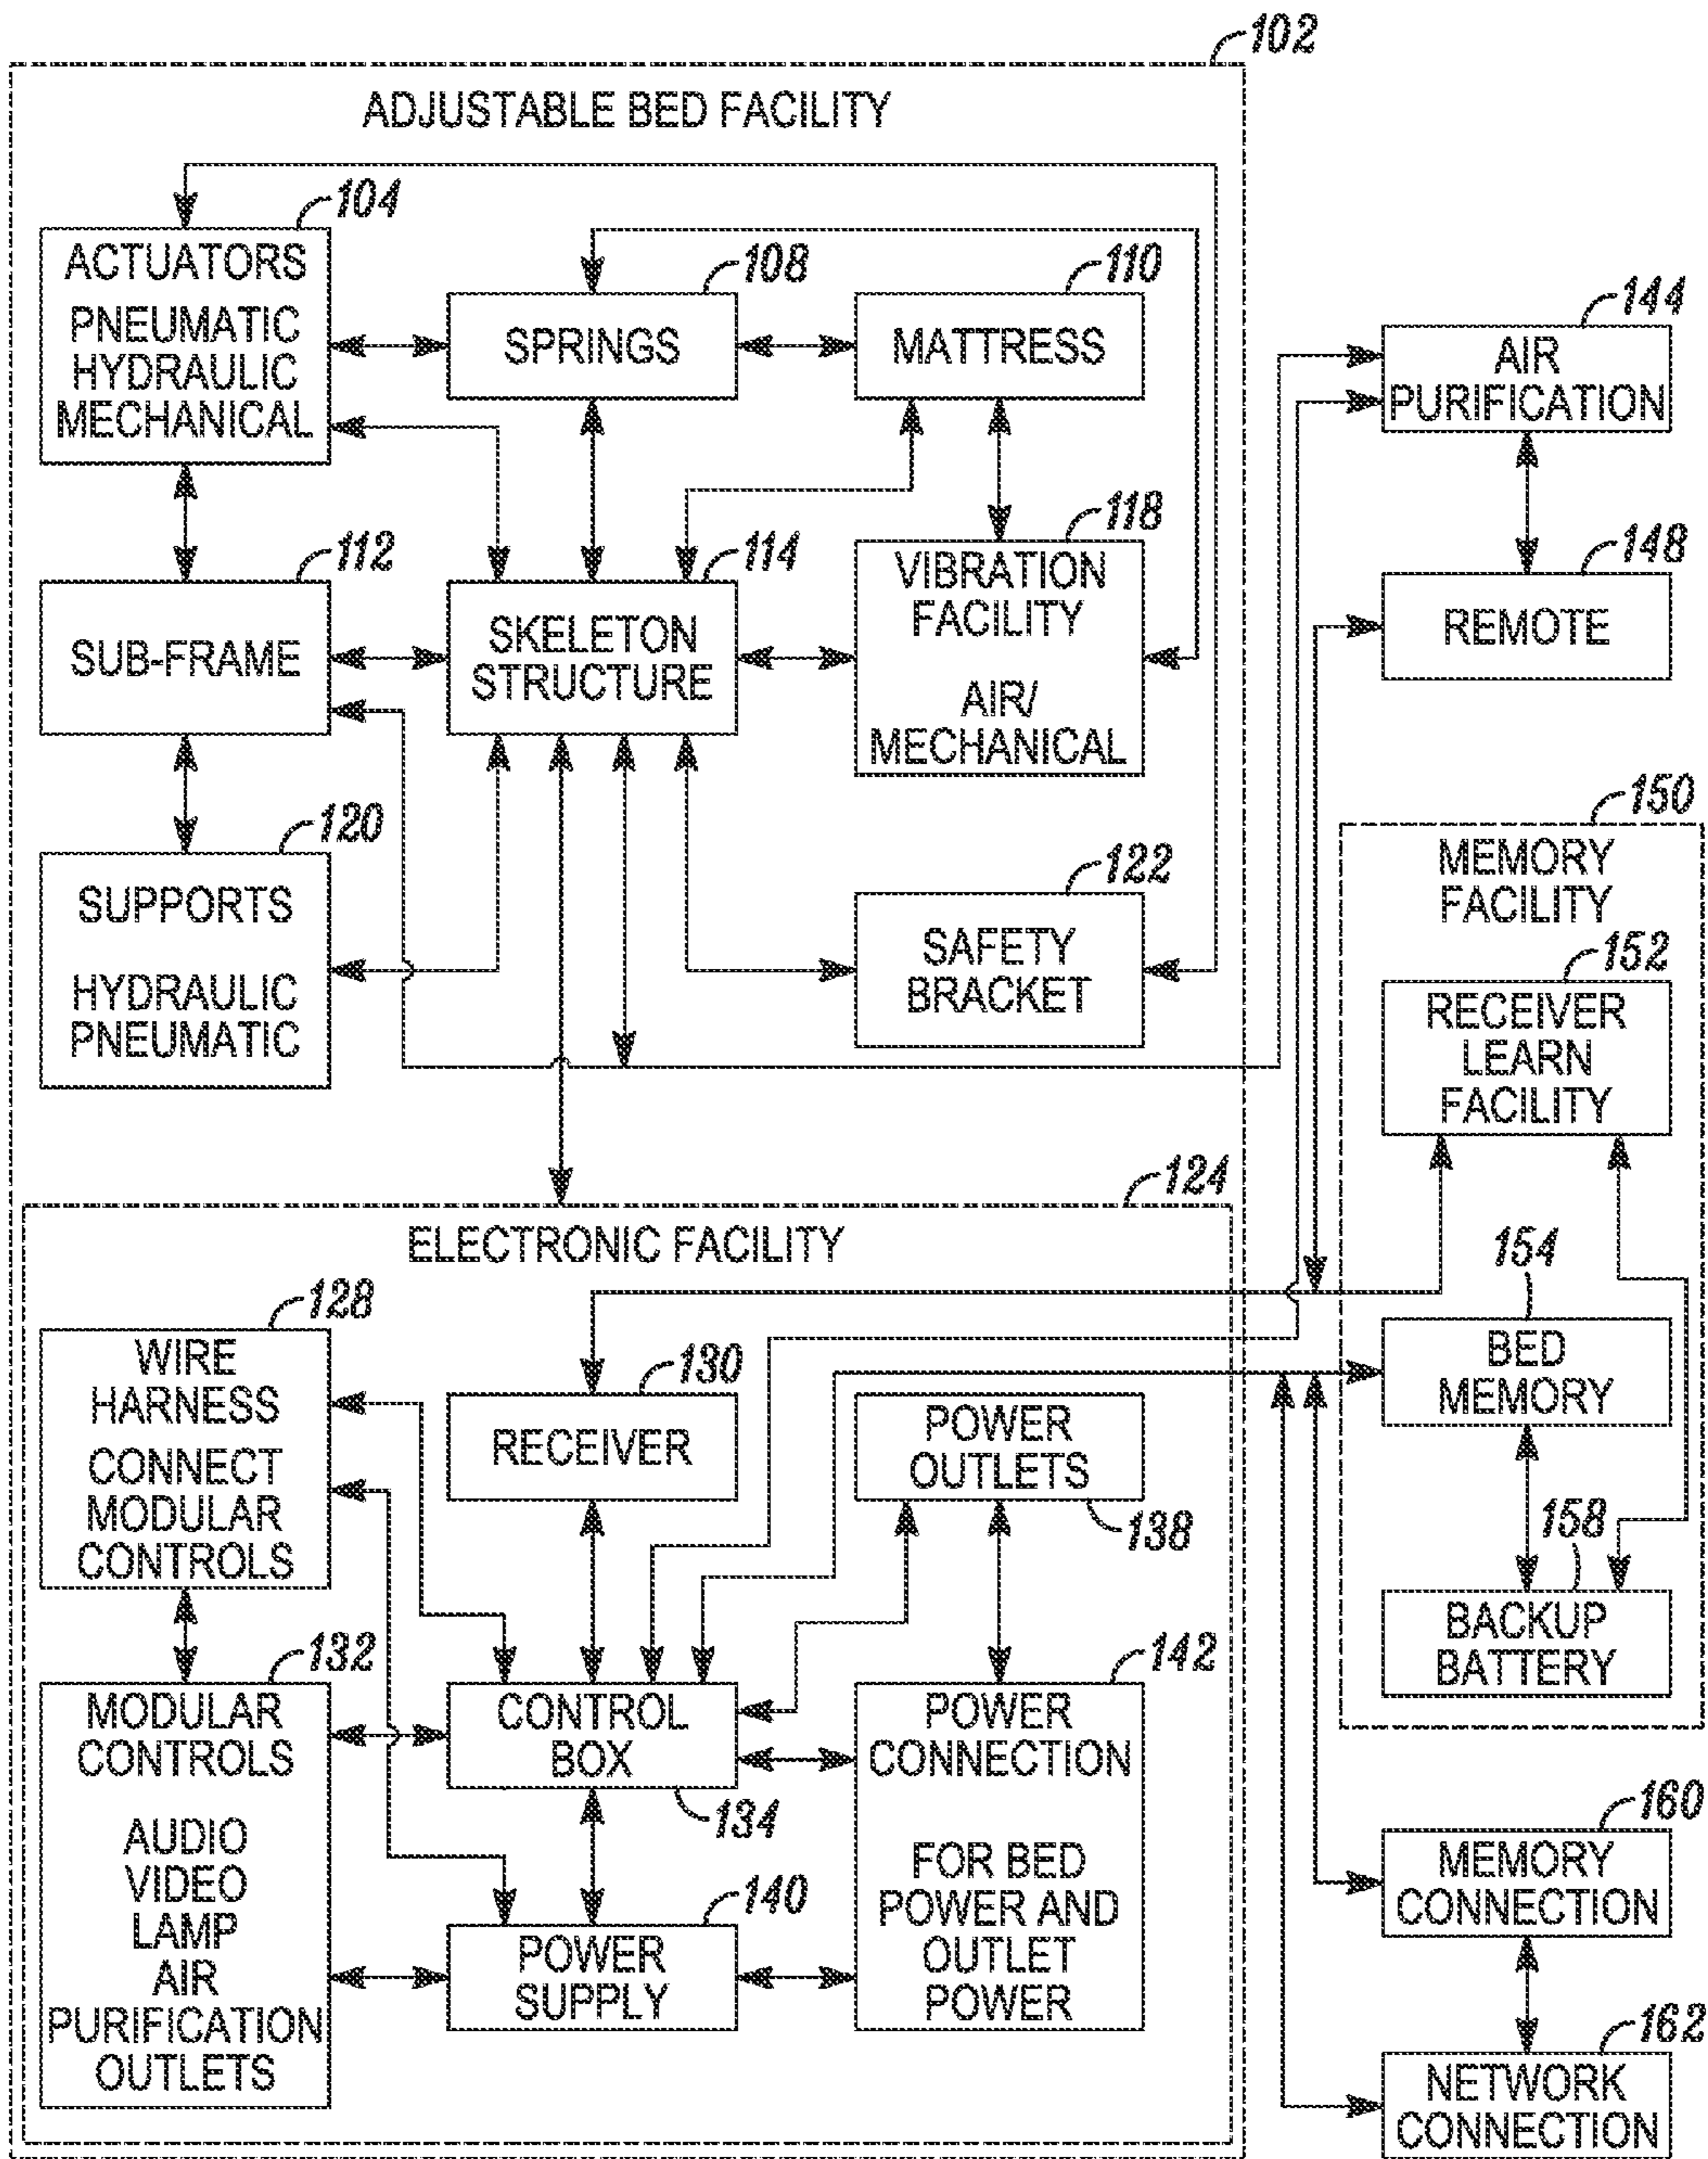 102
ADJUSTABLE BED FACILITY
104
ACTUATORS
PNEUMATIC
HYDRAULIC
MECHANICAL
108
SPRINGS
110
MATTRESS
144
AIR
PURIFICATION
112
SUB-FRAME
114
SKELETON
STRUCTURE
118
VIBRATION
FACILITY
AIR/
MECHANICAL
148
REMOTE
120
SUPPORTS
HYDRAULIC
PNEUMATIC
122
SAFETY
BRACKET
150
MEMORY
FACILITY
152
RECEIVER
LEARN
FACILITY
124
ELECTRONIC FACILITY
128
WIRE
HARNESS
CONNECT
MODULAR
CONTROLS
130
RECEIVER
POWER
OUTLETS
138
154
BED
MEMORY
158
BACKUP
BATTERY
132
MODULAR
CONTROLS
AUDIO
VIDEO
LAMP
AIR
PURIFICATION
OUTLETS
CONTROL
BOX
134
140
POWER
SUPPLY
142
POWER
CONNECTION
FOR BED
POWER AND
OUTLET
POWER
160
MEMORY
CONNECTION
162
NETWORK
CONNECTION